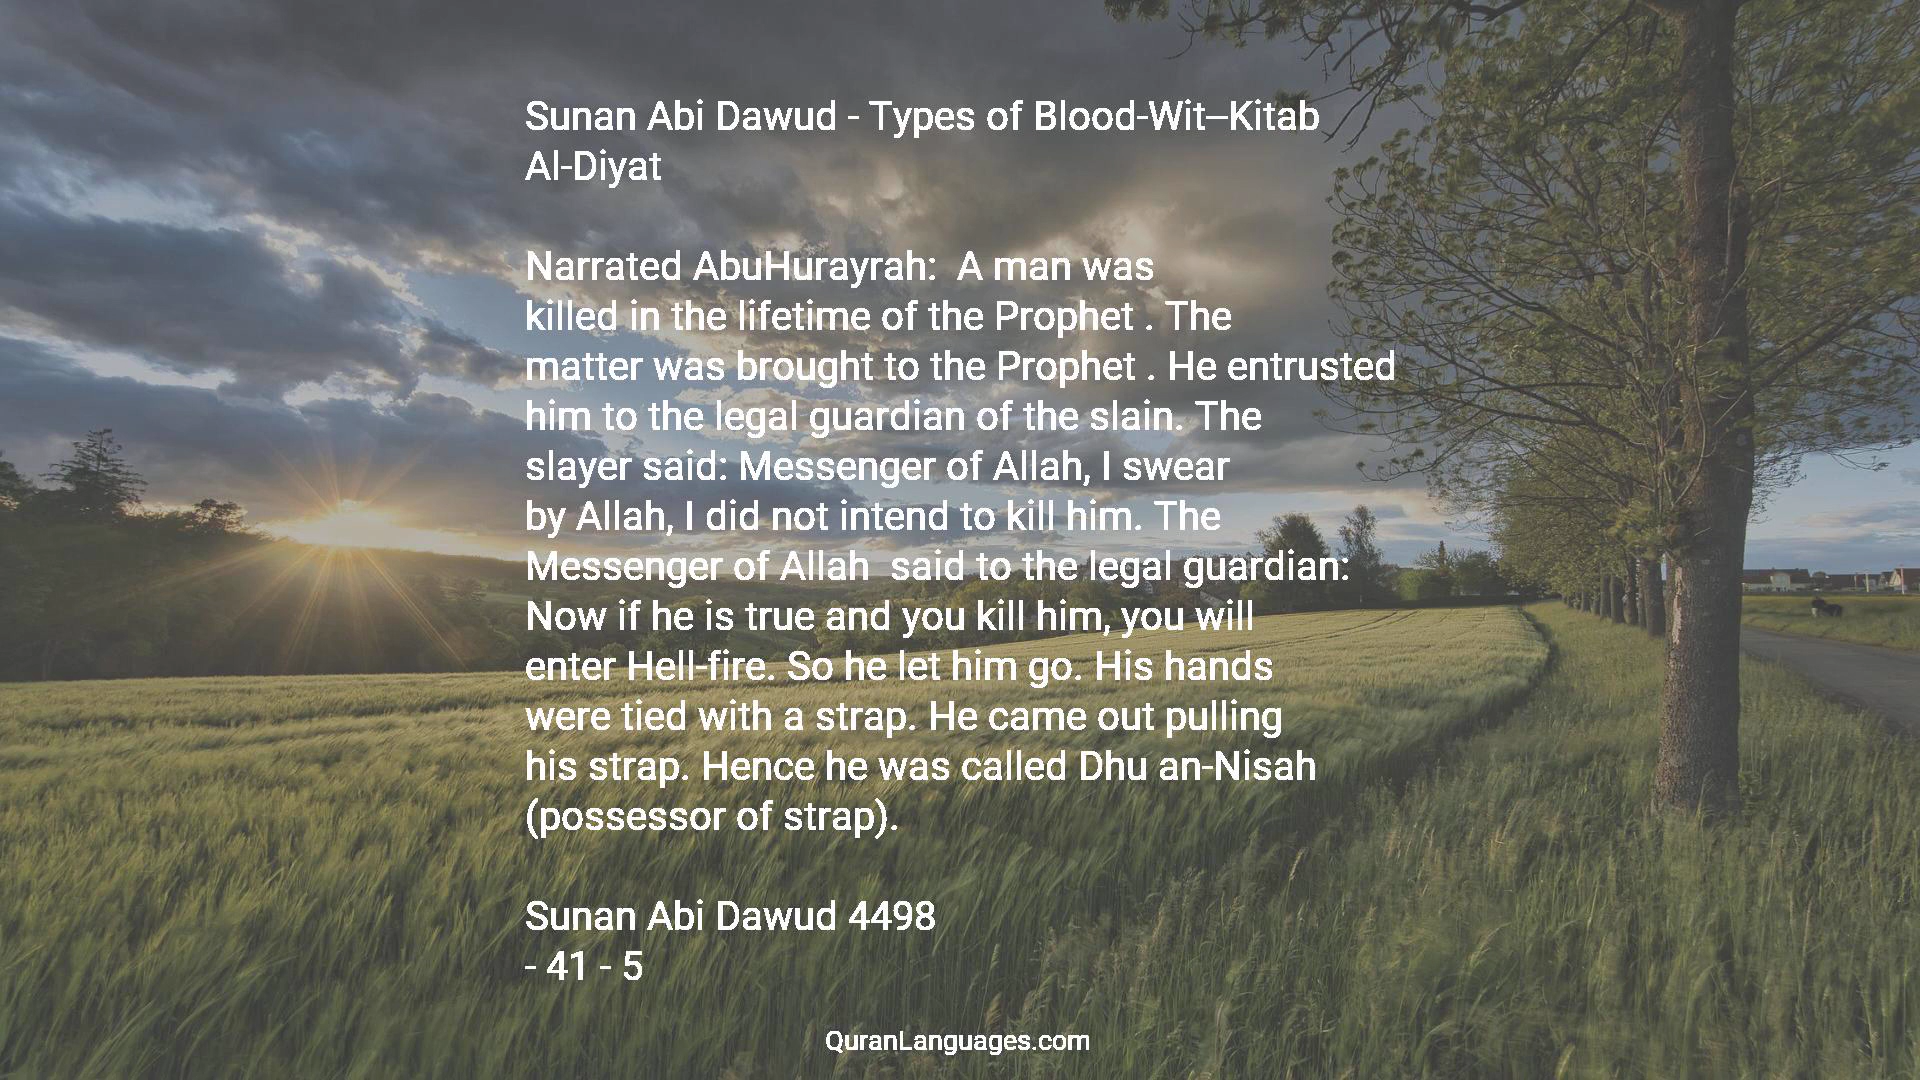 Sunan Abi Dawud - Types of Blood-Wit--Kitab
Al-Diyat
Narrated AbuHurayrah:  A man was
killed in the lifetime of the Prophet . The
matter was brought to the Prophet . He entrusted
him to the legal guardian of the slain. The
slayer said: Messenger of Allah, I swear
by Allah, I did not intend to kill him. The
Messenger of Allah  said to the legal guardian:
Now if he is true and you kill him, you will
enter Hell-fire. So he let him go. His hands
were tied with a strap. He came out pulling
his strap. Hence he was called Dhu an-Nisah
(possessor of strap).
Sunan Abi Dawud 4498
- 41 - 5
QuranLanguages.com